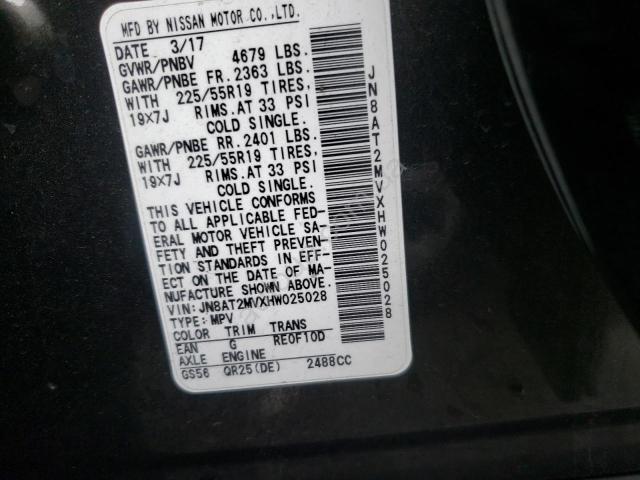 MFD BY NISSAN MOTOR CO.,LTD.
DATE 3/17
GVWR/PNBV 4679 LBS.
GAWR/PNBE FR. 2363 LBS.
WITH 225/55R19 TIRES,
19X7J RIMS.AT 33 PSI
COLD SINGLE.
GAWR/PNBE RR. 2401 LBS.
WITH 225/55R19 TIRES,
19X7J RIMS.AT 33 PSI
COLD SINGLE.
THIS VEHICLE CONFORMS
TO ALL APPLICABLE FED-
ERAL MOTOR VEHICLE SA-
FETY AND THEFT PREVEN-
TION STANDARDS IN EFF-
ECT ON THE DATE OF MA-
NUFACTURE SHOWN ABOVE.
VIN: JN8AT2MVXHW025028
TYPE: MPV
COLOR TRIM TRANS
EAN G RE0F10D
AXLE ENGINE
GS56 QR25(DE) 2488CC
JN8AT2MVXHW025028